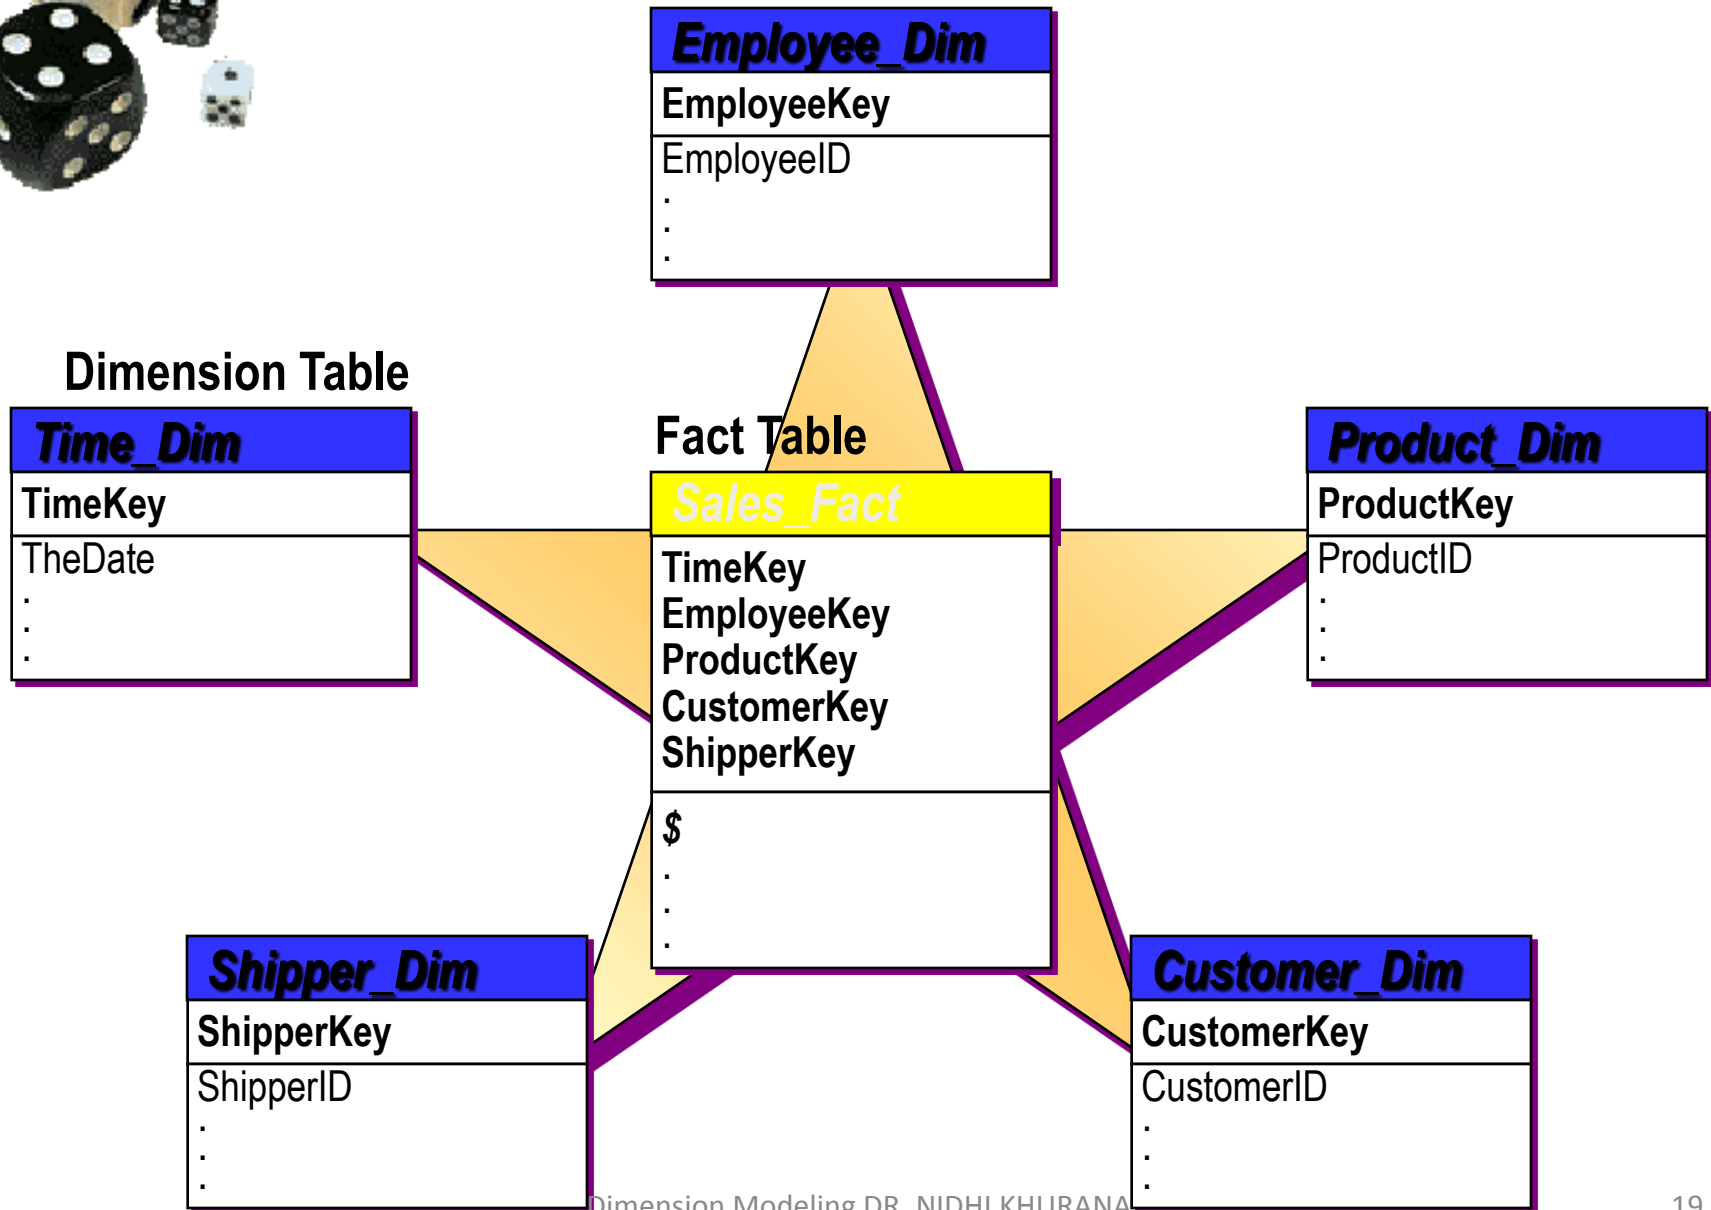 Employee_Dim
EmployeeKey
EmployeeID
.
.
.
Dimension Table
Time_Dim
TimeKey
TheDate
.
.
.
Fact Table
Sales_Fact
TimeKey
EmployeeKey
ProductKey
CustomerKey
ShipperKey
$
.
.
.
Product_Dim
ProductKey
ProductID
.
.
.
Shipper_Dim
ShipperKey
ShipperID
.
.
.
Customer_Dim
CustomerKey
CustomerID
.
.
.
Dimension Modeling DR. NIDHI KHURANA
19